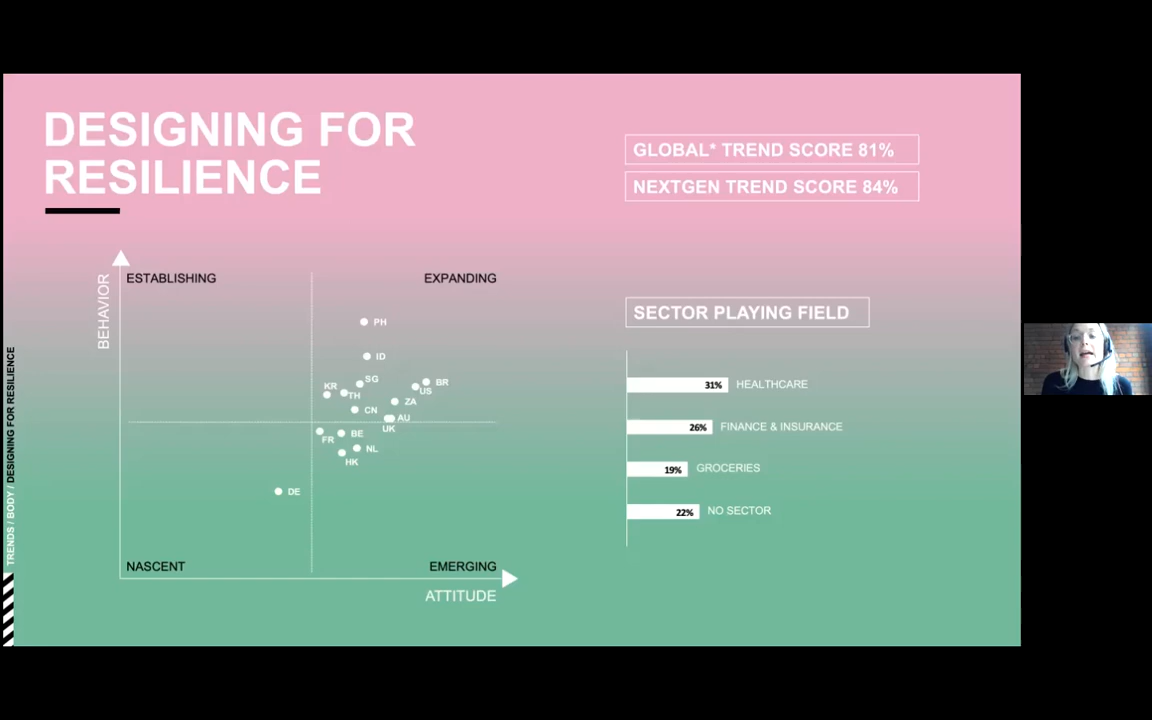 DESIGNING FOR
RESILIENCE
GLOBAL* TREND SCORE 81%
NEXTGEN TREND SCORE 84%
BEHAVIOR
ESTABLISHING
EXPANDING
PH
ID
SG
KR
TH
BR
US
ZA
CN
AU
UK
FR
BE
NL
HK
DE
NASCENT
EMERGING
ATTITUDE
SECTOR PLAYING FIELD
31% HEALTHCARE
26% FINANCE & INSURANCE
19% GROCERIES
22% NO SECTOR
TRENDS / BODY / DESIGNING FOR RESILIENCE